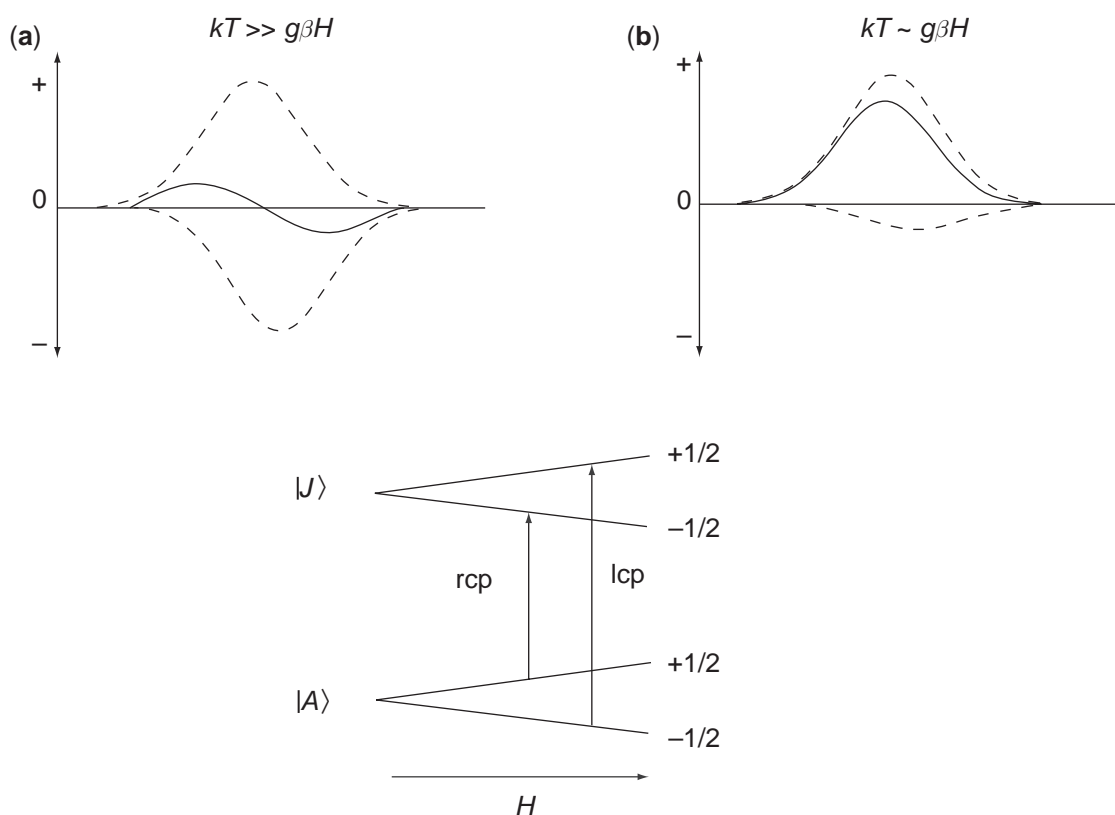 (a)
kT >> gβH
+
0
–
(b)
kT ~ gβH
+
0
–
|J⟩
+1/2
–1/2
rcp
lcp
|A⟩
+1/2
–1/2
H